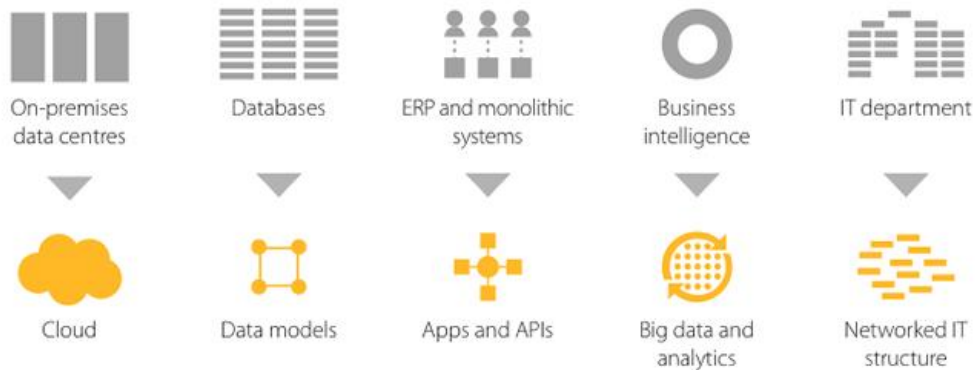 On-premises
data centres
Databases
ERP and monolithic
systems
Business
intelligence
IT department
Cloud
Data models
Apps and APIs
Big data and
analytics
Networked IT
structure